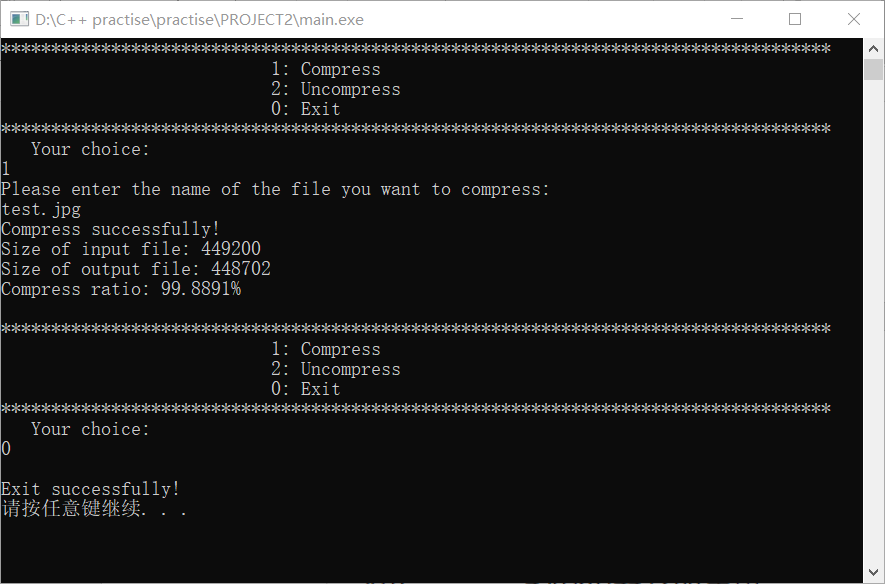 D:\C++ practise\practise\PROJECT2\main.exe
***********************************************************************************
1: Compress
2: Uncompress
0: Exit
***********************************************************************************
Your choice:
1
Please enter the name of the file you want to compress:
test.jpg
Compress successfully!
Size of input file: 449200
Size of output file: 448702
Compress ratio: 99.8891%
***********************************************************************************
1: Compress
2: Uncompress
0: Exit
***********************************************************************************
Your choice:
0
Exit successfully!
请按任意键继续. . .